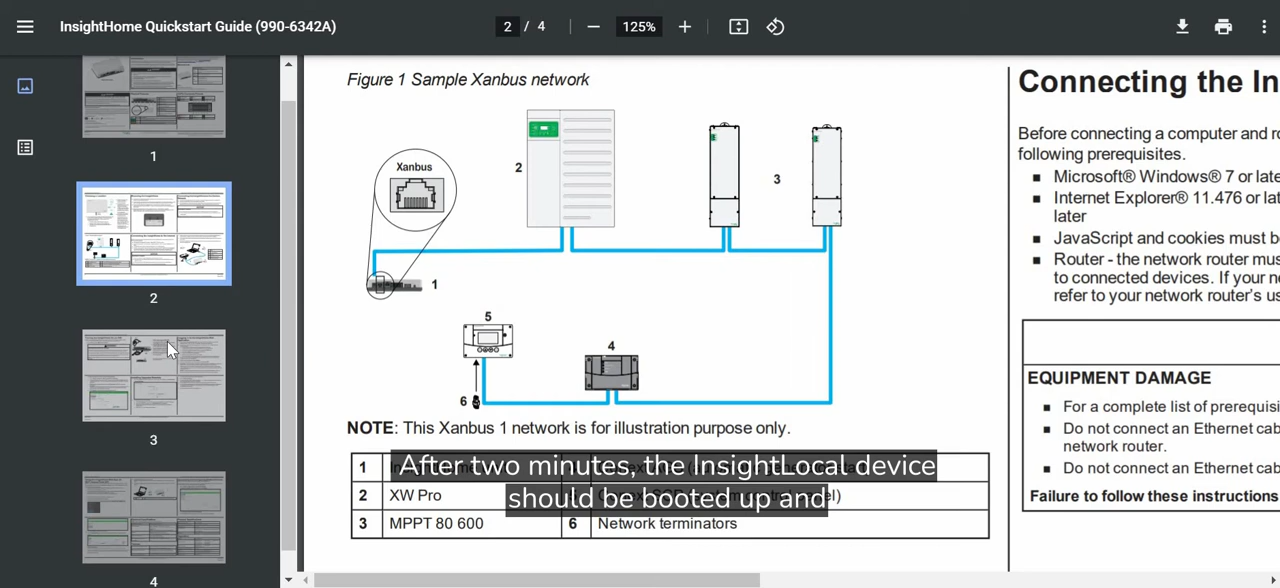 InsightHome Quickstart Guide (990-6342A)
2 / 4
125%
1
2
3
4
Figure 1 Sample Xanbus network
Xanbus
2
3
1
5
4
6
NOTE: This Xanbus 1 network is for illustration purpose only.
1
2 XW Pro
3 MPPT 80 600 6 Network terminators
After two minutes, the InsightLocal device
should be booted up and
Connecting the In
Before connecting a computer and ro
following prerequisites.
■ Microsoft® Windows® 7 or late
■ Internet Explorer® 11.476 or lat
later
■ JavaScript and cookies must b
■ Router - the network router mus
to connected devices. If your ne
refer to your network router's us
EQUIPMENT DAMAGE
■ For a complete list of prerequisi
■ Do not connect an Ethernet cab
network router.
■ Do not connect an Ethernet cab
Failure to follow these instructions